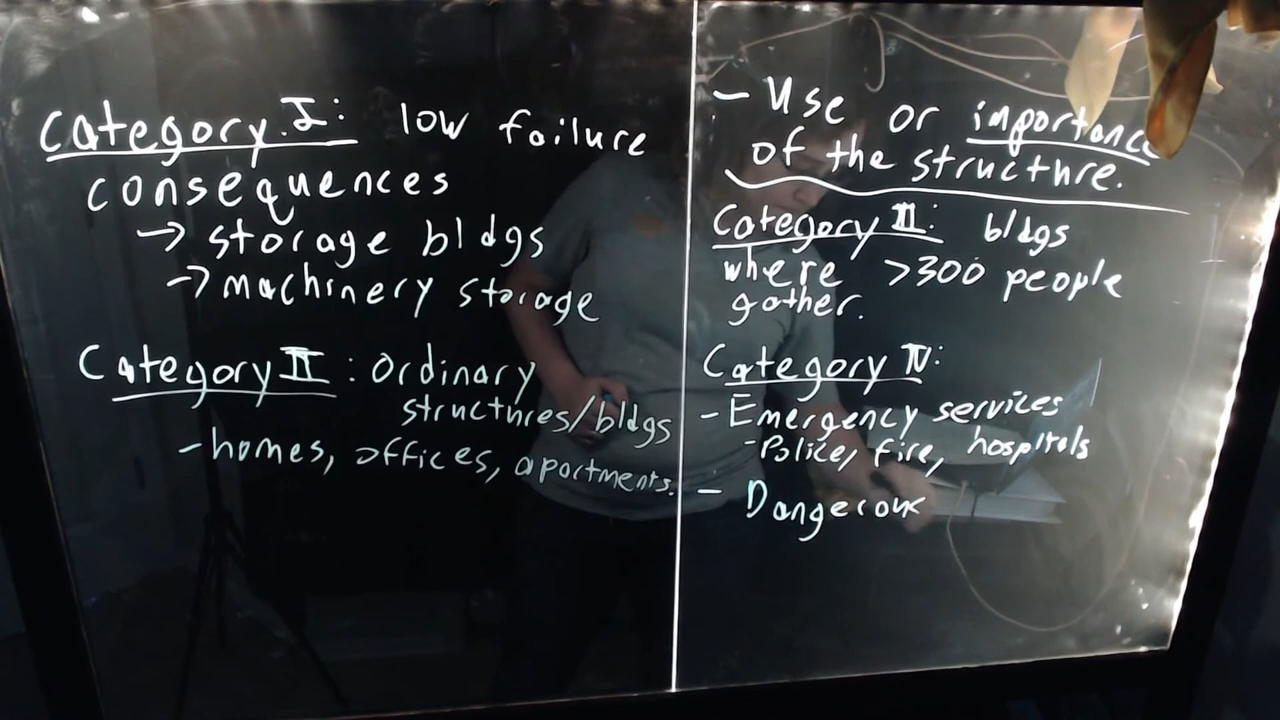 Category I: low failure
consequences
→ storage bldgs
→ machinery storage
Category II: Ordinary
structures/bldgs
- homes, offices, apartments.
- Use or importance
of the structure.
Category III: bldgs
where >300 people
gather.
Category IV:
- Emergency services
- Police, fire, hospitals
- Dangerous